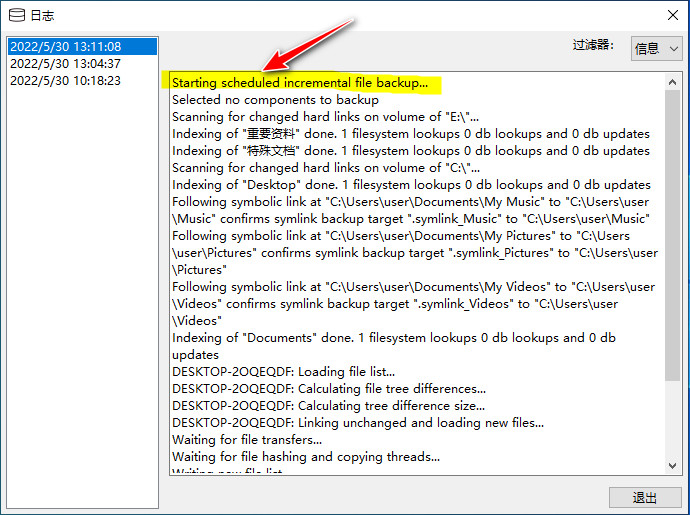 日志
2022/5/30 13:11:08
2022/5/30 13:04:37
2022/5/30 10:18:23
过滤器:
信息
Starting scheduled incremental file backup...
Selected no components to backup
Scanning for changed hard links on volume of "E:\"...
Indexing of "重要资料" done. 1 filesystem lookups 0 db lookups and 0 db updates
Indexing of "特殊文档" done. 1 filesystem lookups 0 db lookups and 0 db updates
Scanning for changed hard links on volume of "C:\"...
Indexing of "Desktop" done. 1 filesystem lookups 0 db lookups and 0 db updates
Following symbolic link at "C:\Users\user\Documents\My Music" to "C:\Users\user
\Music" confirms symlink backup target ".symlink_Music" to "C:\Users\user\Music"
Following symbolic link at "C:\Users\user\Documents\My Pictures" to "C:\Users
\user\Pictures" confirms symlink backup target ".symlink_Pictures" to "C:\Users\user
\Pictures"
Following symbolic link at "C:\Users\user\Documents\My Videos" to "C:\Users\user
\Videos" confirms symlink backup target ".symlink_Videos" to "C:\Users\user
\Videos"
Indexing of "Documents" done. 1 filesystem lookups 0 db lookups and 0 db
updates
DESKTOP-2OQEQDF: Loading file list...
DESKTOP-2OQEQDF: Calculating file tree differences...
DESKTOP-2OQEQDF: Calculating tree difference size...
DESKTOP-2OQEQDF: Linking unchanged and loading new files...
Waiting for file transfers...
Waiting for file hashing and copying threads...
Writing new file list
退出